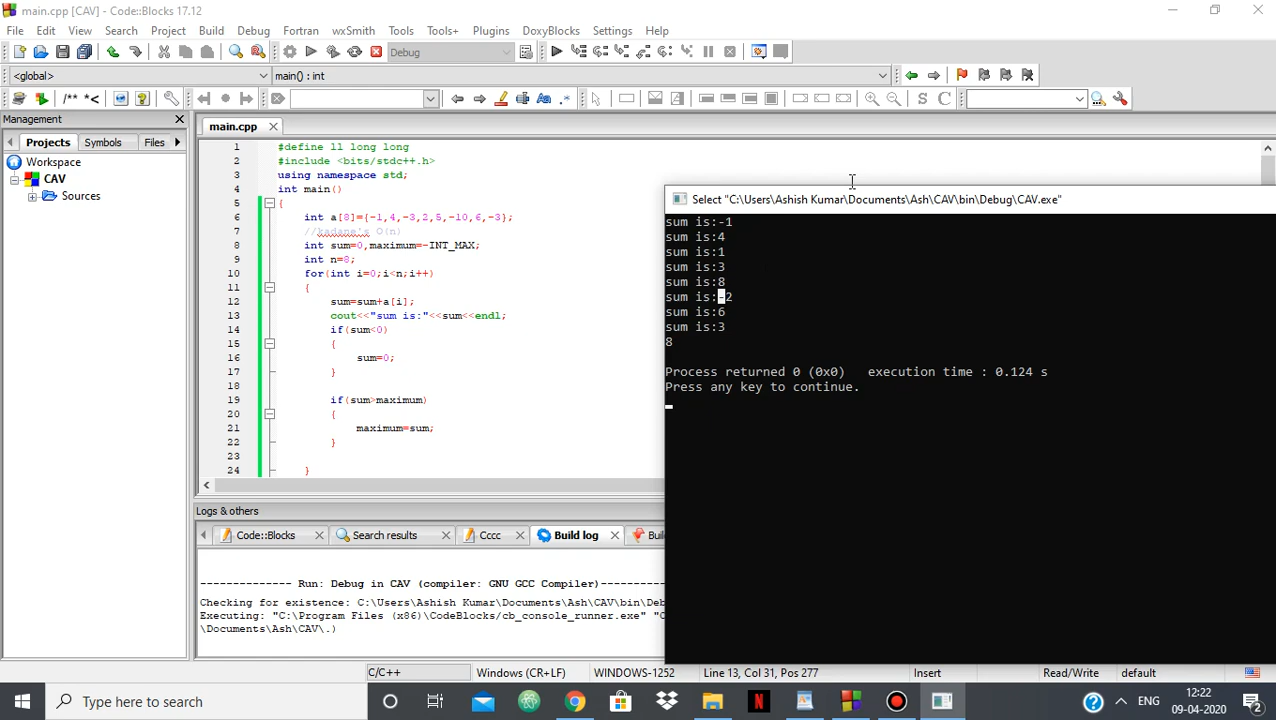 main.cpp [CAV] - Code::Blocks 17.12
File Edit View Search Project Build Debug Fortran wxSmith Tools Tools+ Plugins DoxyBlocks Settings Help
Debug
<global> main() : int
/** *<
S C
Management
Projects Symbols Files
Workspace
CAV
Sources
main.cpp
1 #define ll long long
2 #include <bits/stdc++.h>
3 using namespace std;
4 int main()
5 {
6 int a[8]={-1,4,-3,2,5,-10,6,-3};
7 //kadane's O(n)
8 int sum=0,maximum=-INT_MAX;
9 int n=8;
10 for(int i=0;i<n;i++)
11 {
12 sum=sum+a[i];
13 cout<<"sum is:"<<sum<<endl;
14 if(sum<0)
15 {
16 sum=0;
17 }
18
19 if(sum>maximum)
20 {
21 maximum=sum;
22 }
23
24 }
Select "C:\Users\Ashish Kumar\Documents\Ash\CAV\bin\Debug\CAV.exe"
sum is:-1
sum is:4
sum is:1
sum is:3
sum is:8
sum is:-2
sum is:6
sum is:3
8
Process returned 0 (0x0) execution time : 0.124 s
Press any key to continue.
Logs & others
Code::Blocks Search results Cccc Build log Bui
-------------- Run: Debug in CAV (compiler: GNU GCC Compiler)---------------
Checking for existence: C:\Users\Ashish Kumar\Documents\Ash\CAV\bin\Deb
Executing: "C:\Program Files (x86)\CodeBlocks/cb_console_runner.exe" "C
\Documents\Ash\CAV\.)
C/C++ Windows (CR+LF) WINDOWS-1252 Line 13, Col 31, Pos 277 Insert Read/Write default
Type here to search
N
ENG
12:22
09-04-2020
2